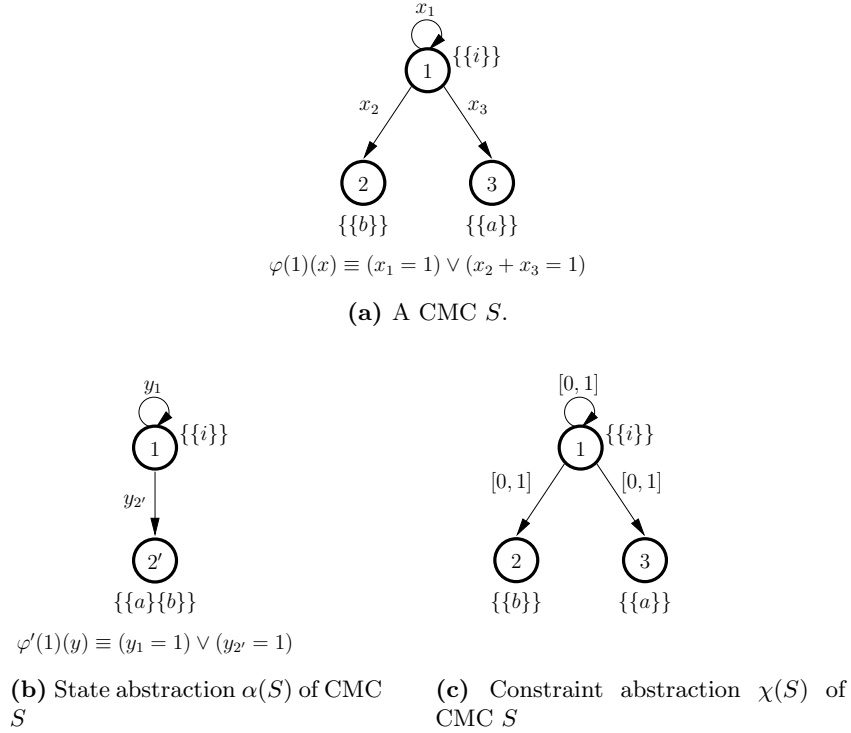 x₁
{{i}}
1
x₂ x₃
2 3
{{b}} {{a}}
φ(1)(x) ≡ (x₁ = 1) ∨ (x₂ + x₃ = 1)
(a) A CMC S.
y₁
{{i}}
1
y₂′
2′
{{a}{b}}
φ′(1)(y) ≡ (y₁ = 1) ∨ (y₂′ = 1)
(b) State abstraction α(S) of CMC
S
[0, 1]
{{i}}
1
[0, 1] [0, 1]
2 3
{{b}} {{a}}
(c) Constraint abstraction χ(S) of
CMC S